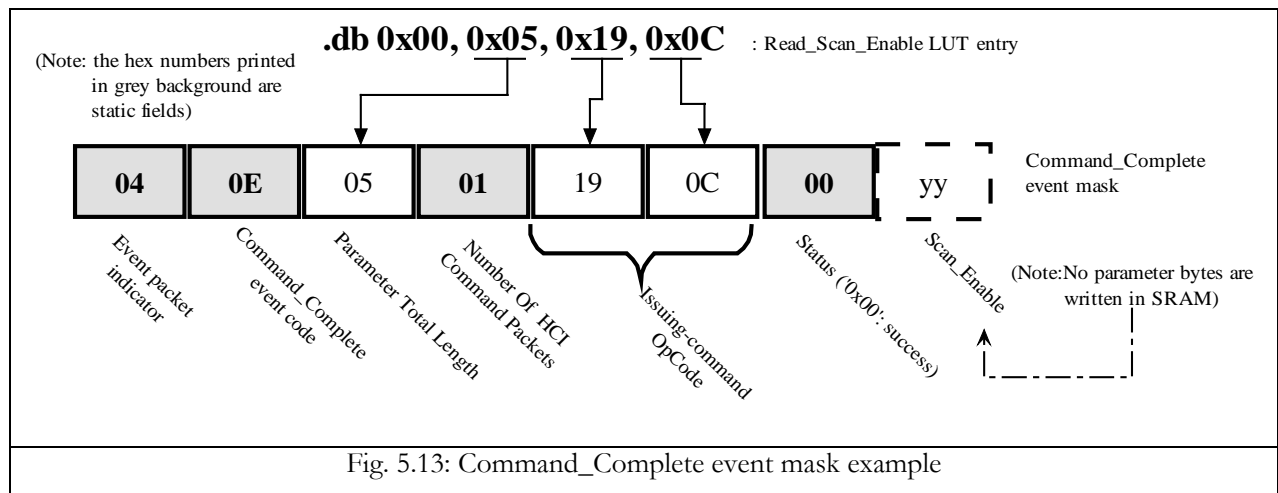 .db 0x00, 0x05, 0x19, 0x0C : Read_Scan_Enable LUT entry
(Note: the hex numbers printed
in grey background are
static fields)
04 0E 05 01 19 0C 00 yy
Command_Complete
event mask
Event packet
indicator
Command_Complete
event code
Parameter Total Length
Number Of HCI
Command Packets
Issuing-command
OpCode
Status ('0x00': success)
Scan_Enable
(Note:No parameter bytes are
written in SRAM)
Fig. 5.13: Command_Complete event mask example